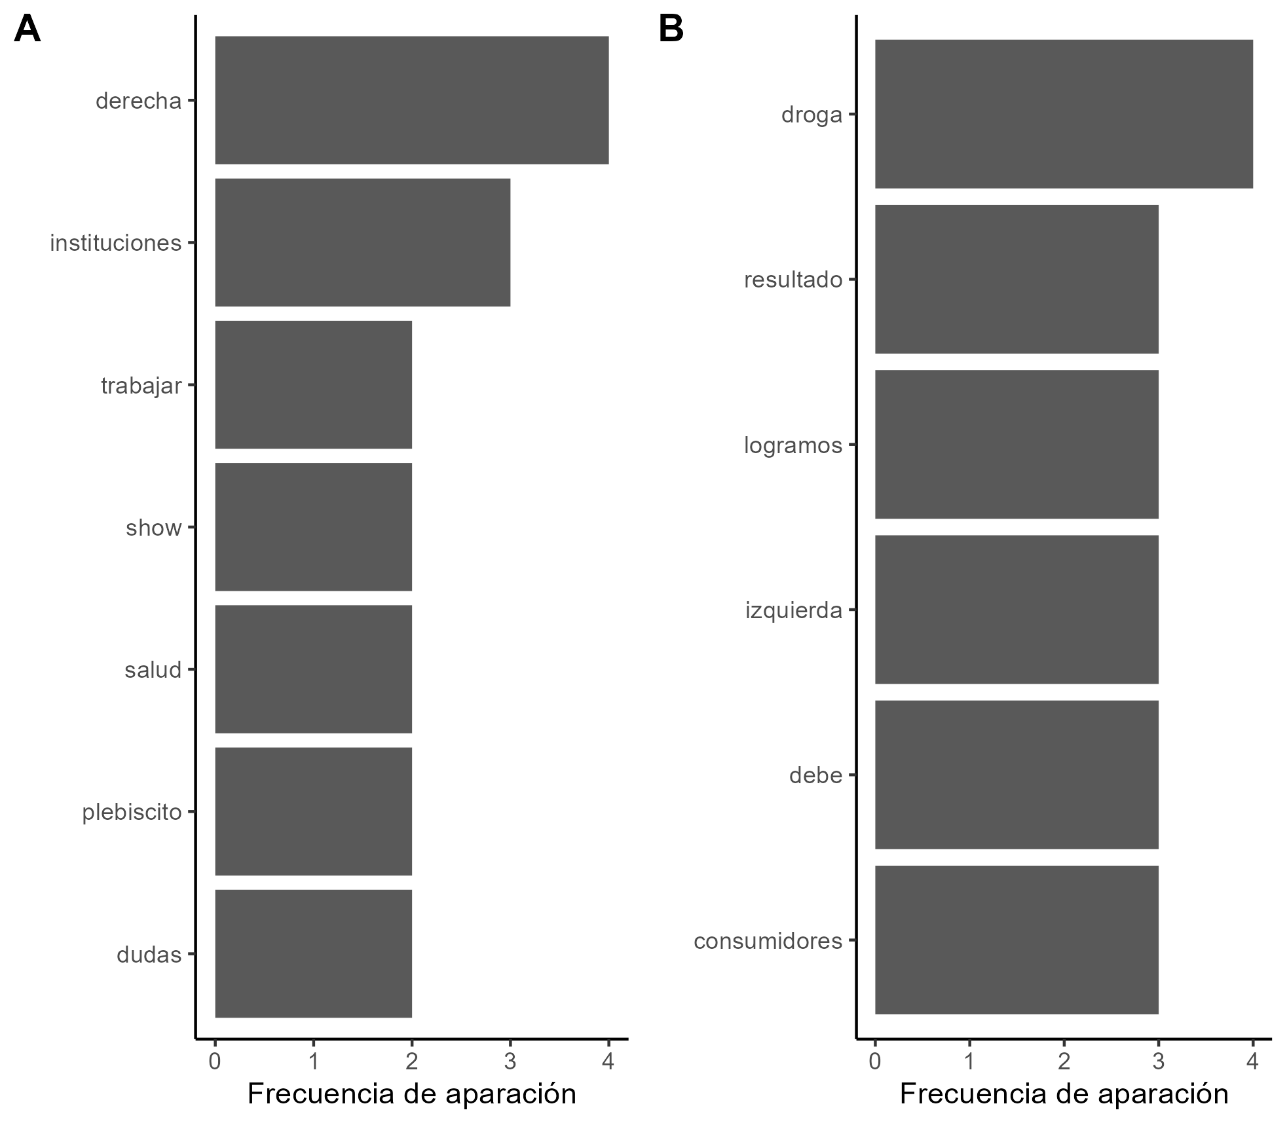 A
derecha
instituciones
trabajar
show
salud
plebiscito
dudas
0 1 2 3 4
Frecuencia de aparación
B
droga
resultado
logramos
izquierda
debe
consumidores
0 1 2 3 4
Frecuencia de aparación